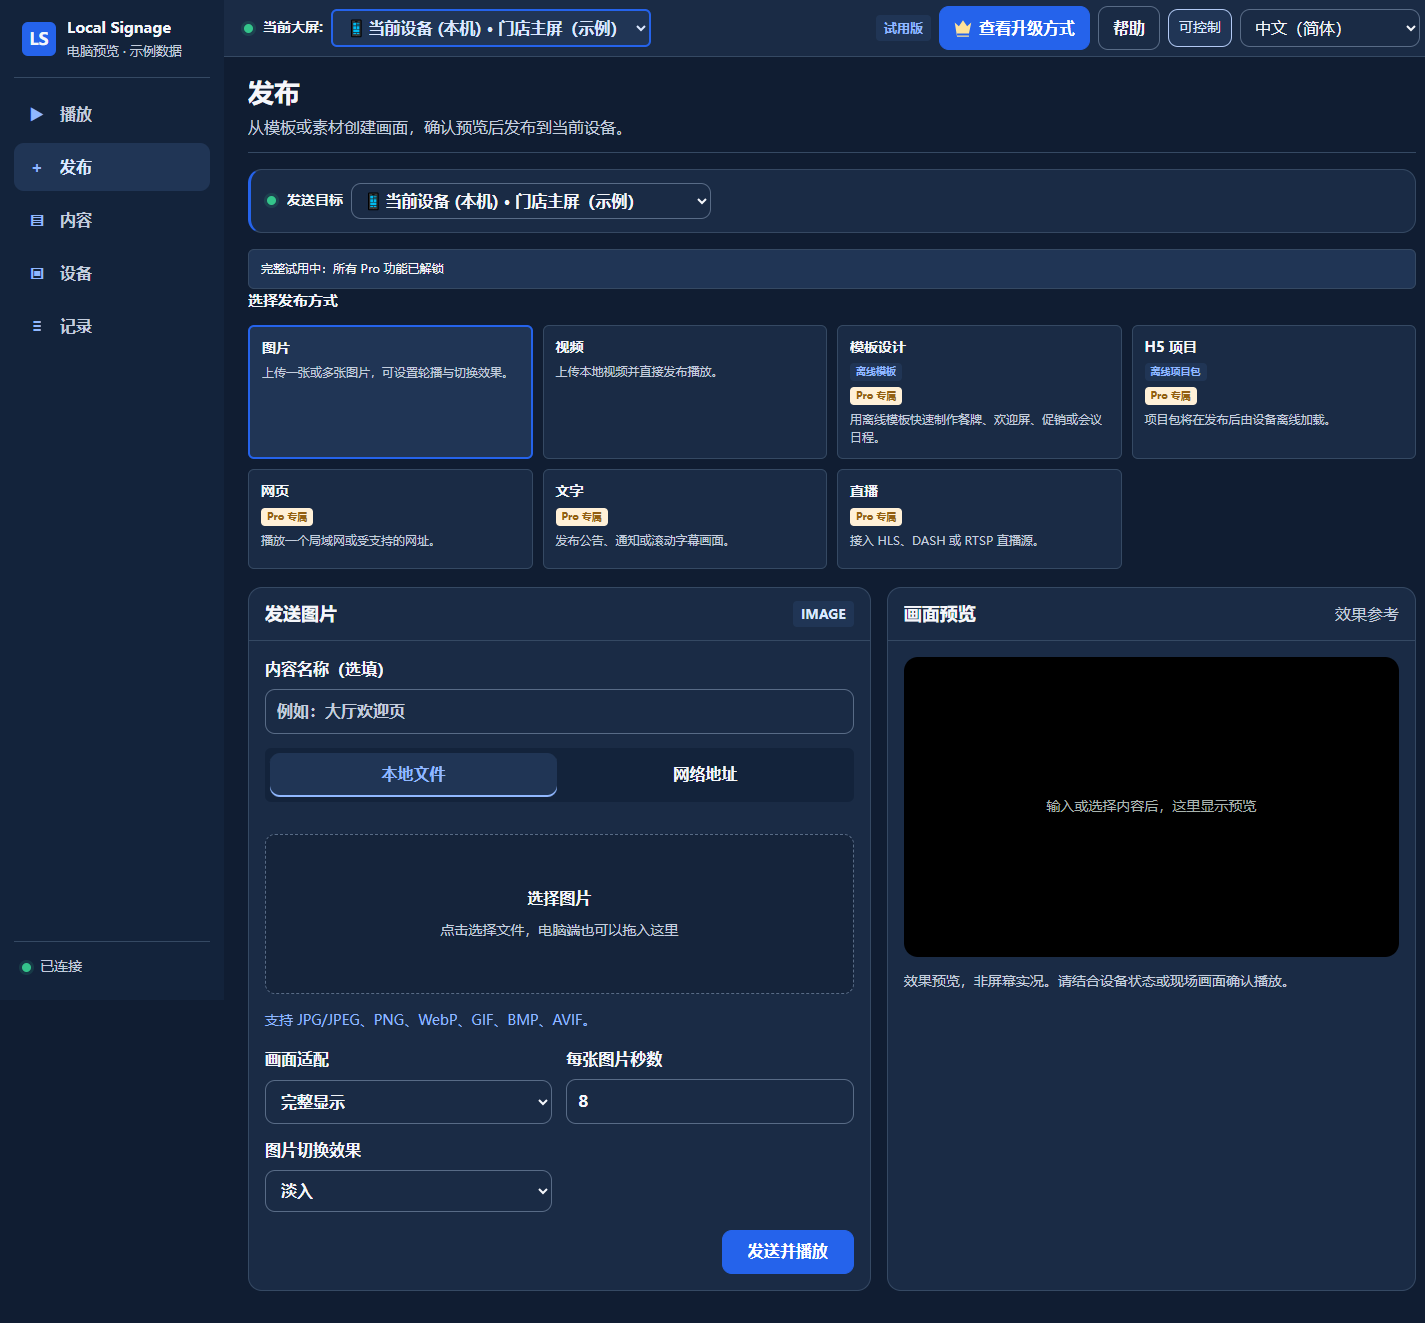 LS
Local Signage
电脑预览 · 示例数据
播放
发布
内容
设备
记录
已连接
当前大屏:
当前设备 (本机) • 门店主屏（示例）
试用版
查看升级方式
帮助
可控制
中文（简体）
发布
从模板或素材创建画面，确认预览后发布到当前设备。
发送目标
当前设备 (本机) • 门店主屏（示例）
完整试用中：所有 Pro 功能已解锁
选择发布方式
图片
上传一张或多张图片，可设置轮播与切换效果。
视频
上传本地视频并直接发布播放。
模板设计
离线模板
Pro 专属
用离线模板快速制作餐牌、欢迎屏、促销或会议
日程。
H5 项目
离线项目包
Pro 专属
项目包将在发布后由设备离线加载。
网页
Pro 专属
播放一个局域网或受支持的网址。
文字
Pro 专属
发布公告、通知或滚动字幕画面。
直播
Pro 专属
接入 HLS、DASH 或 RTSP 直播源。
发送图片
IMAGE
内容名称（选填）
例如：大厅欢迎页
本地文件
网络地址
选择图片
点击选择文件，电脑端也可以拖入这里
支持 JPG/JPEG、PNG、WebP、GIF、BMP、AVIF。
画面适配
每张图片秒数
完整显示
8
图片切换效果
淡入
发送并播放
画面预览
效果参考
输入或选择内容后，这里显示预览
效果预览，非屏幕实况。请结合设备状态或现场画面确认播放。